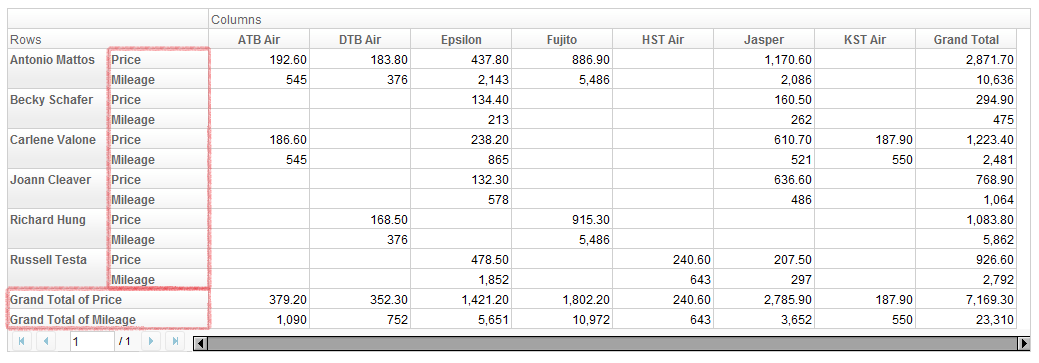 Columns
Rows ATB Air DTB Air Epsilon Fujito HST Air Jasper KST Air Grand Total
Antonio Mattos Price 192.60 183.80 437.80 886.90 1,170.60 2,871.70
Mileage 545 376 2,143 5,486 2,086 10,636
Becky Schafer Price 134.40 160.50 294.90
Mileage 213 262 475
Carlene Valone Price 186.60 238.20 610.70 187.90 1,223.40
Mileage 545 865 521 550 2,481
Joann Cleaver Price 132.30 636.60 768.90
Mileage 578 486 1,064
Richard Hung Price 168.50 915.30 1,083.80
Mileage 376 5,486 5,862
Russell Testa Price 478.50 240.60 207.50 926.60
Mileage 1,852 643 297 2,792
Grand Total of Price 379.20 352.30 1,421.20 1,802.20 240.60 2,785.90 187.90 7,169.30
Grand Total of Mileage 1,090 752 5,651 10,972 643 3,652 550 23,310
1 / 1